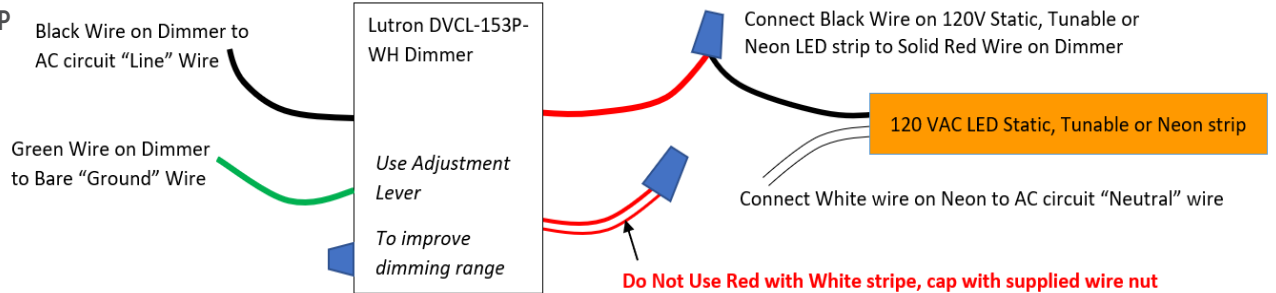 P
Black Wire on Dimmer to
AC circuit “Line” Wire
Lutron DVCL-153P-
WH Dimmer
Connect Black Wire on 120V Static, Tunable or
Neon LED strip to Solid Red Wire on Dimmer
120 VAC LED Static, Tunable or Neon strip
Green Wire on Dimmer
to Bare “Ground” Wire
Use Adjustment
Lever
To improve
dimming range
Connect White wire on Neon to AC circuit “Neutral” wire
Do Not Use Red with White stripe, cap with supplied wire nut